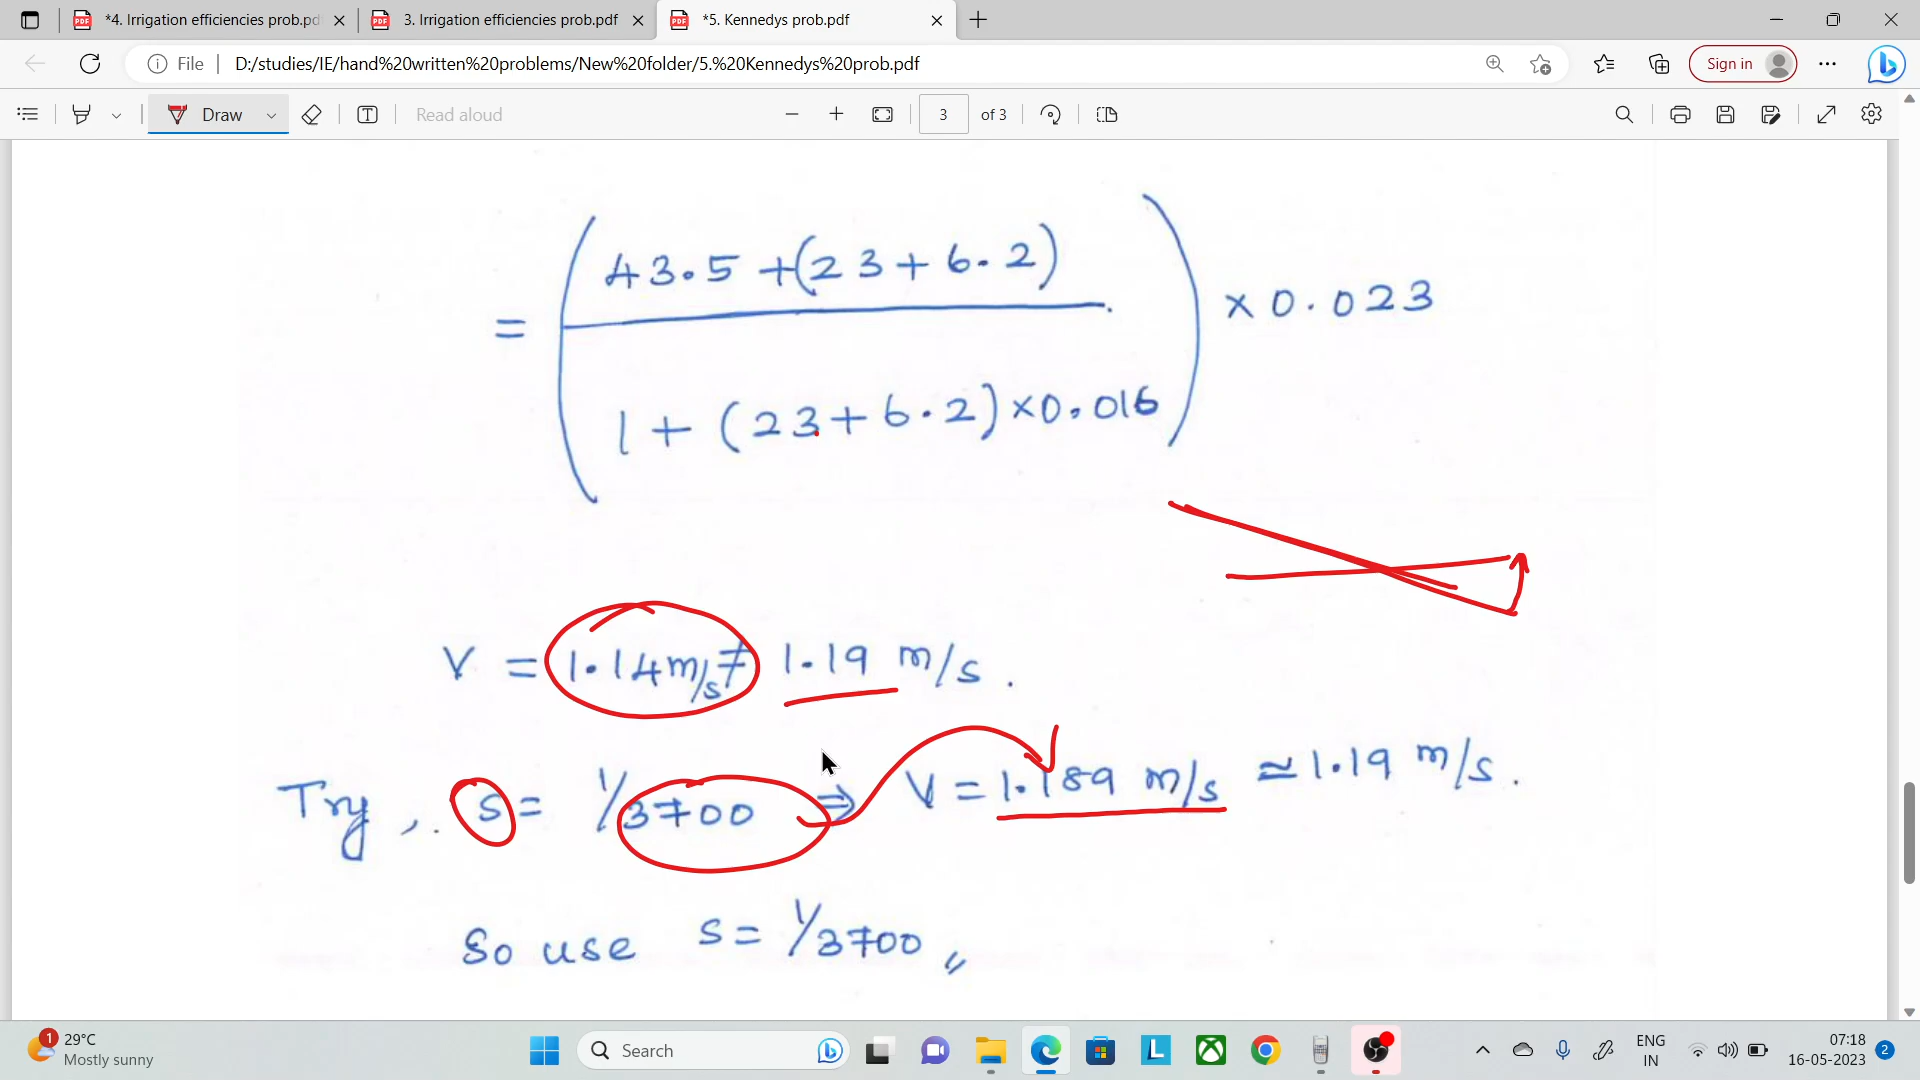 *4. Irrigation efficiencies prob.pd
3. Irrigation efficiencies prob.pdf
*5. Kennedys prob.pdf
File
D:/studies/IE/hand%20written%20problems/New%20folder/5.%20Kennedys%20prob.pdf
Sign in
Draw
Read aloud
3
of 3
43.5 + (23 + 6.2)
= × 0.023
1 + (23 + 6.2) × 0.016
V = 1.14 m/s ≠ 1.19 m/s.
Try, . s = 1/3700 ⇒ V = 1.189 m/s ≃ 1.19 m/s.
So use s = 1/3700 ,,
1
29°C
Mostly sunny
Search
ENG
IN
07:18
16-05-2023
2